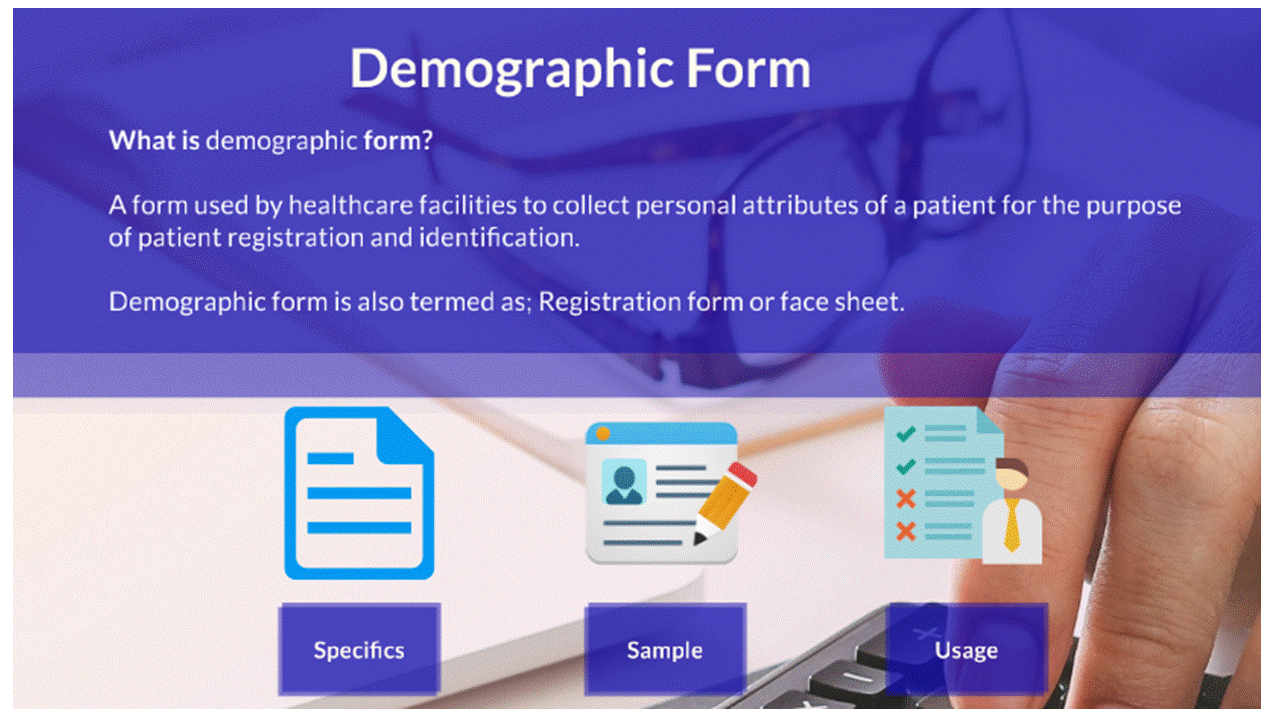 Demographic Form
What is demographic form?
A form used by healthcare facilities to collect personal attributes of a patient for the purpose
of patient registration and identification.
Demographic form is also termed as; Registration form or face sheet.
Specifics
Sample
Usage